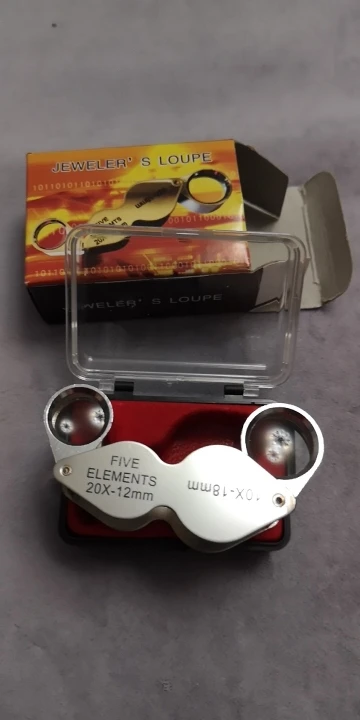 JEWELER' S LOUPE
JEWELER' S LOUPE
FIVE
ELEMENTS
20X-12mm
10X-18mm